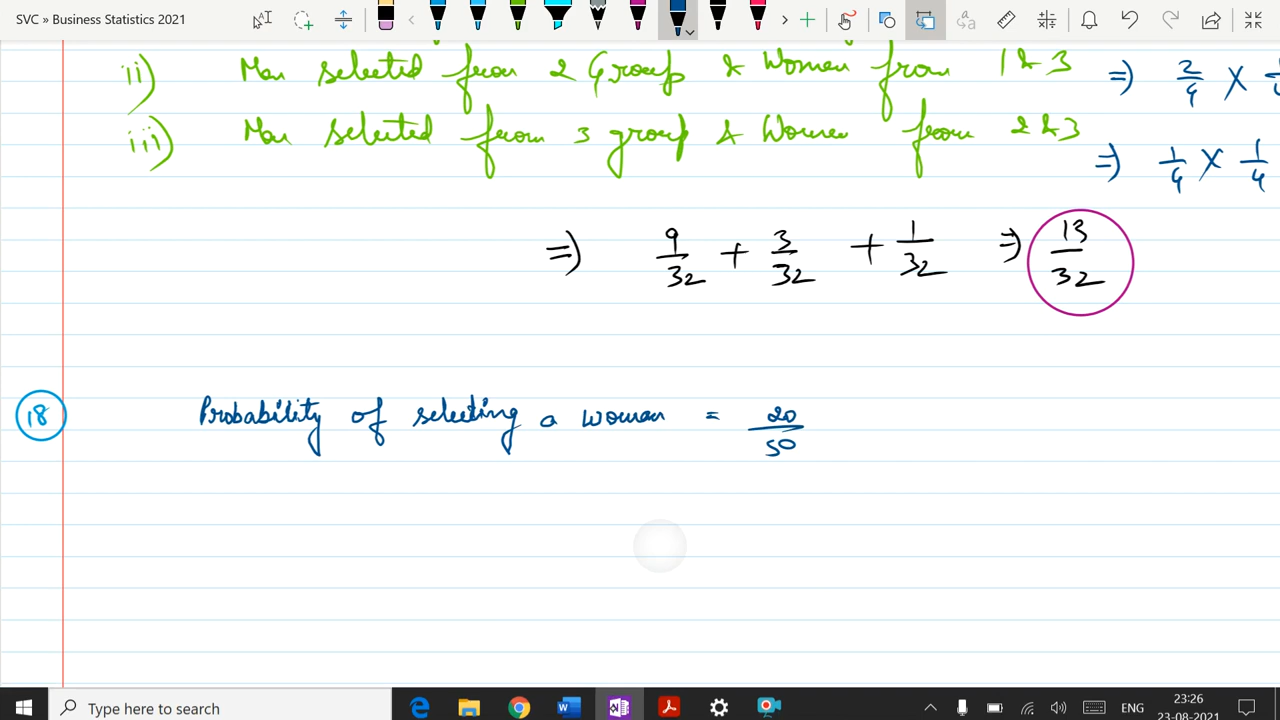 SVC » Business Statistics 2021
ii) Man selected from 2 Group & Women from 1 & 3 => 2/4 X
iii) Man selected from 3 group & Women from 2 & 3
=> 1/4 X 1/4
=> 9/32 + 3/32 + 1/32 => 13/32
18 Probability of selecting a woman = 20/50
Type here to search
ENG
23:26
23-08-2021